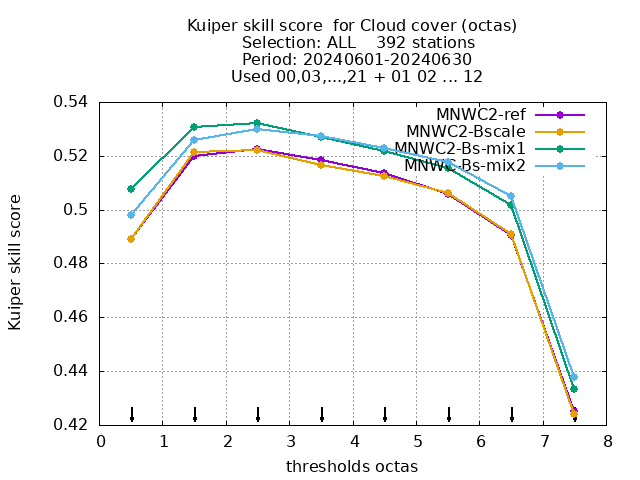 Kuiper skill score  for Cloud cover (octas)
Selection: ALL    392 stations
Period: 20240601-20240630
Used 00,03,...,21 + 01 02 ... 12
MNWC2-ref
MNWC2-Bscale
MNWC2-Bs-mix1
MNWC2-Bs-mix2
0.54
0.52
0.5
0.48
0.46
0.44
0.42
Kuiper skill score
0 1 2 3 4 5 6 7 8
thresholds octas